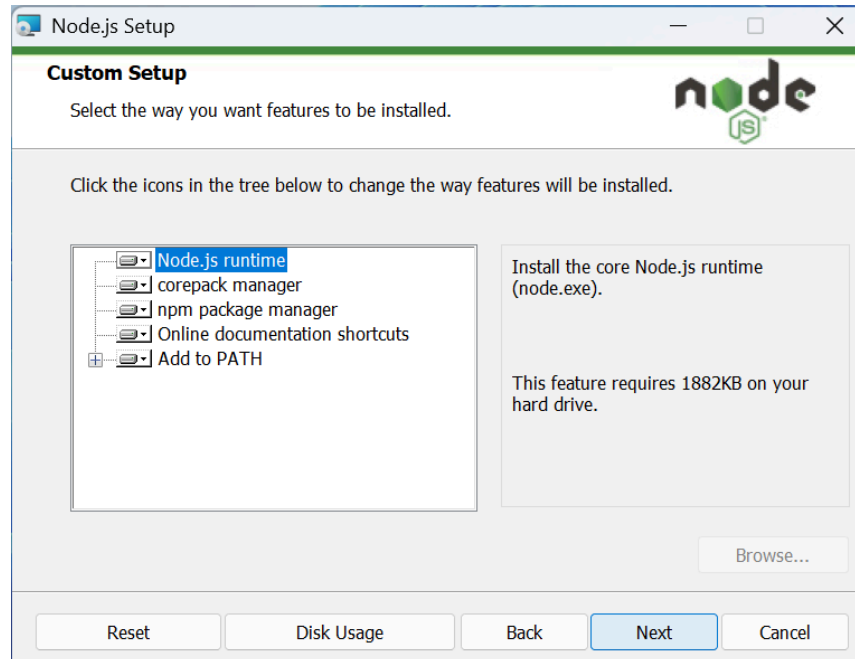 Node.js Setup
Custom Setup
Select the way you want features to be installed.
node
JS
Click the icons in the tree below to change the way features will be installed.
Node.js runtime
corepack manager
npm package manager
Online documentation shortcuts
Add to PATH
Install the core Node.js runtime
(node.exe).
This feature requires 1882KB on your
hard drive.
Browse...
Reset
Disk Usage
Back
Next
Cancel